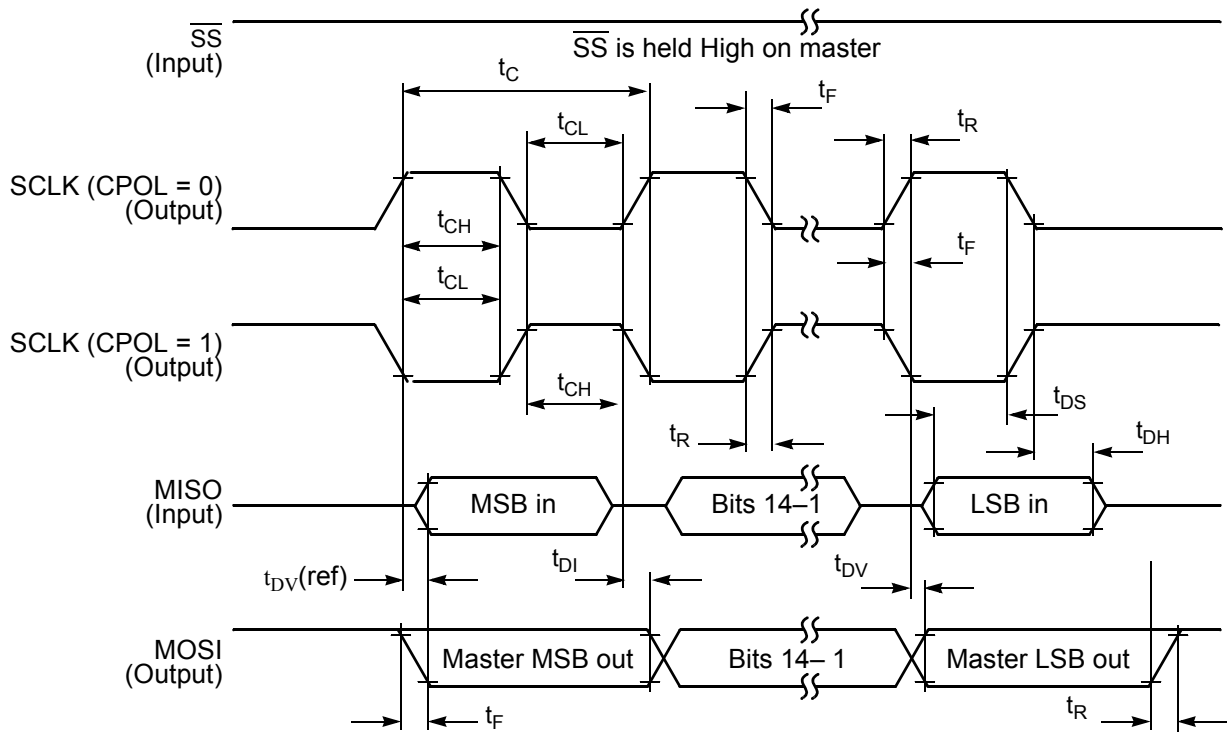 SS
(Input)
SS is held High on master
tC
tF
tCL
tR
SCLK (CPOL = 0)
(Output)
tCH
tF
tCL
SCLK (CPOL = 1)
(Output)
tCH
tDS
tR
tDH
MISO
(Input)
MSB in
Bits 14–1
LSB in
tDI
tDV(ref)
tDV
MOSI
(Output)
Master MSB out
Bits 14– 1
Master LSB out
tF
tR